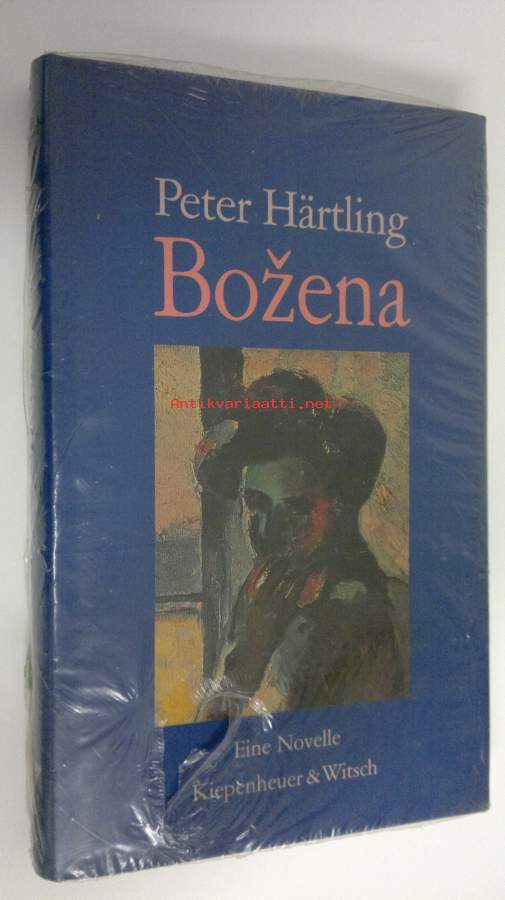 Peter Härtling
Božena
Antikvariaatti.net
Eine Novelle
Kiepenheuer & Witsch